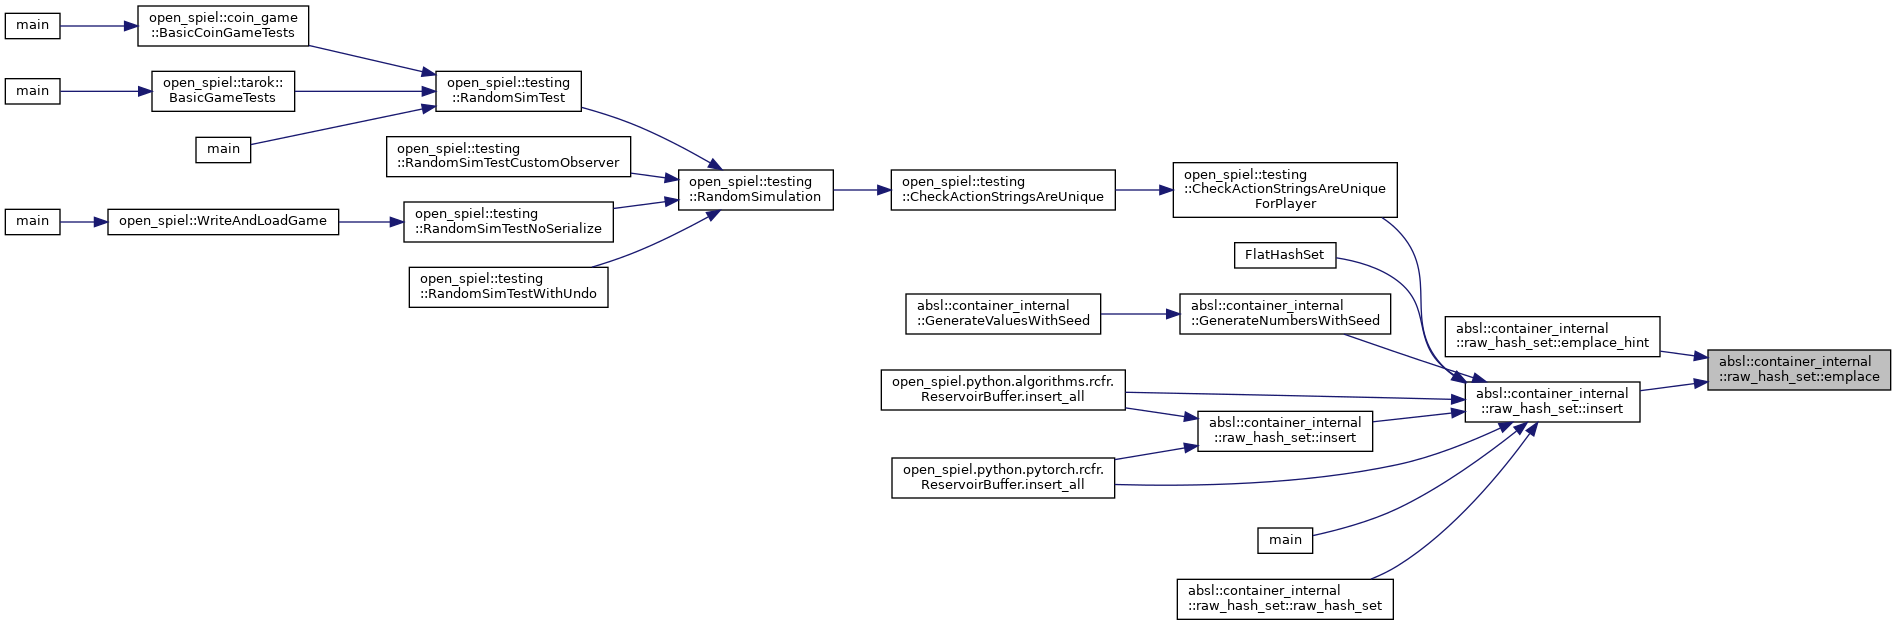 main
open_spiel::coin_game
::BasicCoinGameTests
main
open_spiel::tarok::
BasicGameTests
open_spiel::testing
::RandomSimTest
main
open_spiel::testing
::RandomSimTestCustomObserver
main
open_spiel::WriteAndLoadGame
open_spiel::testing
::RandomSimTestNoSerialize
open_spiel::testing
::RandomSimTestWithUndo
open_spiel::testing
::RandomSimulation
open_spiel::testing
::CheckActionStringsAreUnique
open_spiel::testing
::CheckActionStringsAreUnique
ForPlayer
FlatHashSet
absl::container_internal
::GenerateValuesWithSeed
absl::container_internal
::GenerateNumbersWithSeed
open_spiel.python.algorithms.rcfr.
ReservoirBuffer.insert_all
absl::container_internal
::raw_hash_set::insert
open_spiel.python.pytorch.rcfr.
ReservoirBuffer.insert_all
main
absl::container_internal
::raw_hash_set::raw_hash_set
absl::container_internal
::raw_hash_set::emplace_hint
absl::container_internal
::raw_hash_set::insert
absl::container_internal
::raw_hash_set::emplace